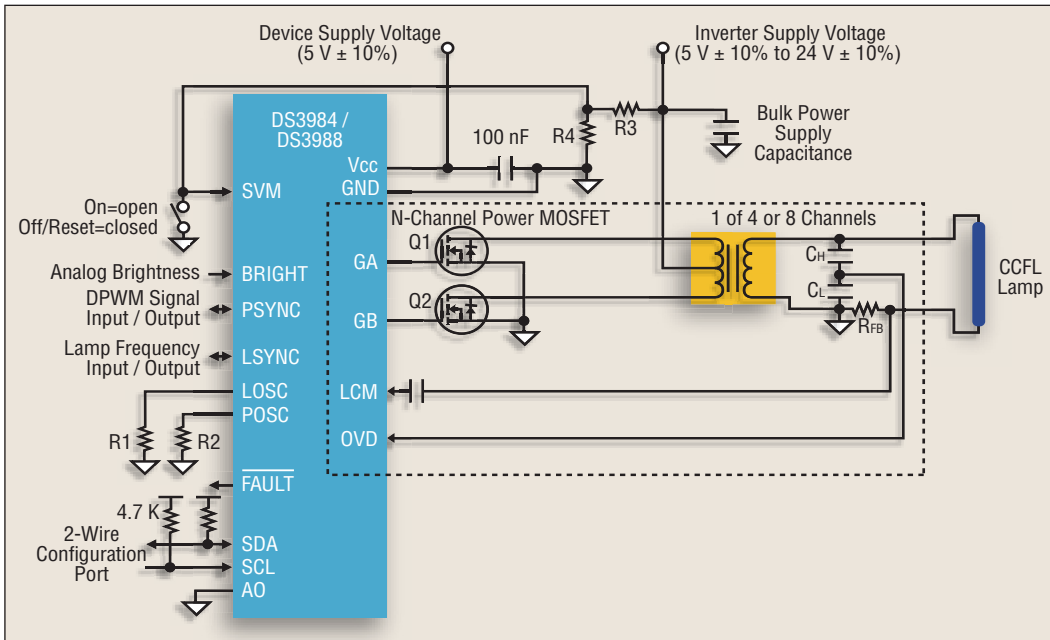 Device Supply Voltage
(5 V ± 10%)
Inverter Supply Voltage
(5 V ± 10% to 24 V ± 10%)
DS3984 /
DS3988
100 nF
R4
R3
Bulk Power
Supply
Capacitance
Vcc
GND
SVM
On=open
Off/Reset=closed
N-Channel Power MOSFET
1 of 4 or 8 Channels
Q1
GA
CH
CL
CCFL
Lamp
Analog Brightness
BRIGHT
DPWM Signal
Input / Output
PSYNC
Q2
GB
RFB
Lamp Frequency
Input / Output
LSYNC
LOSC
POSC
LCM
R1
R2
OVD
FAULT
4.7 K
2-Wire
Configuration
Port
SDA
SCL
AO